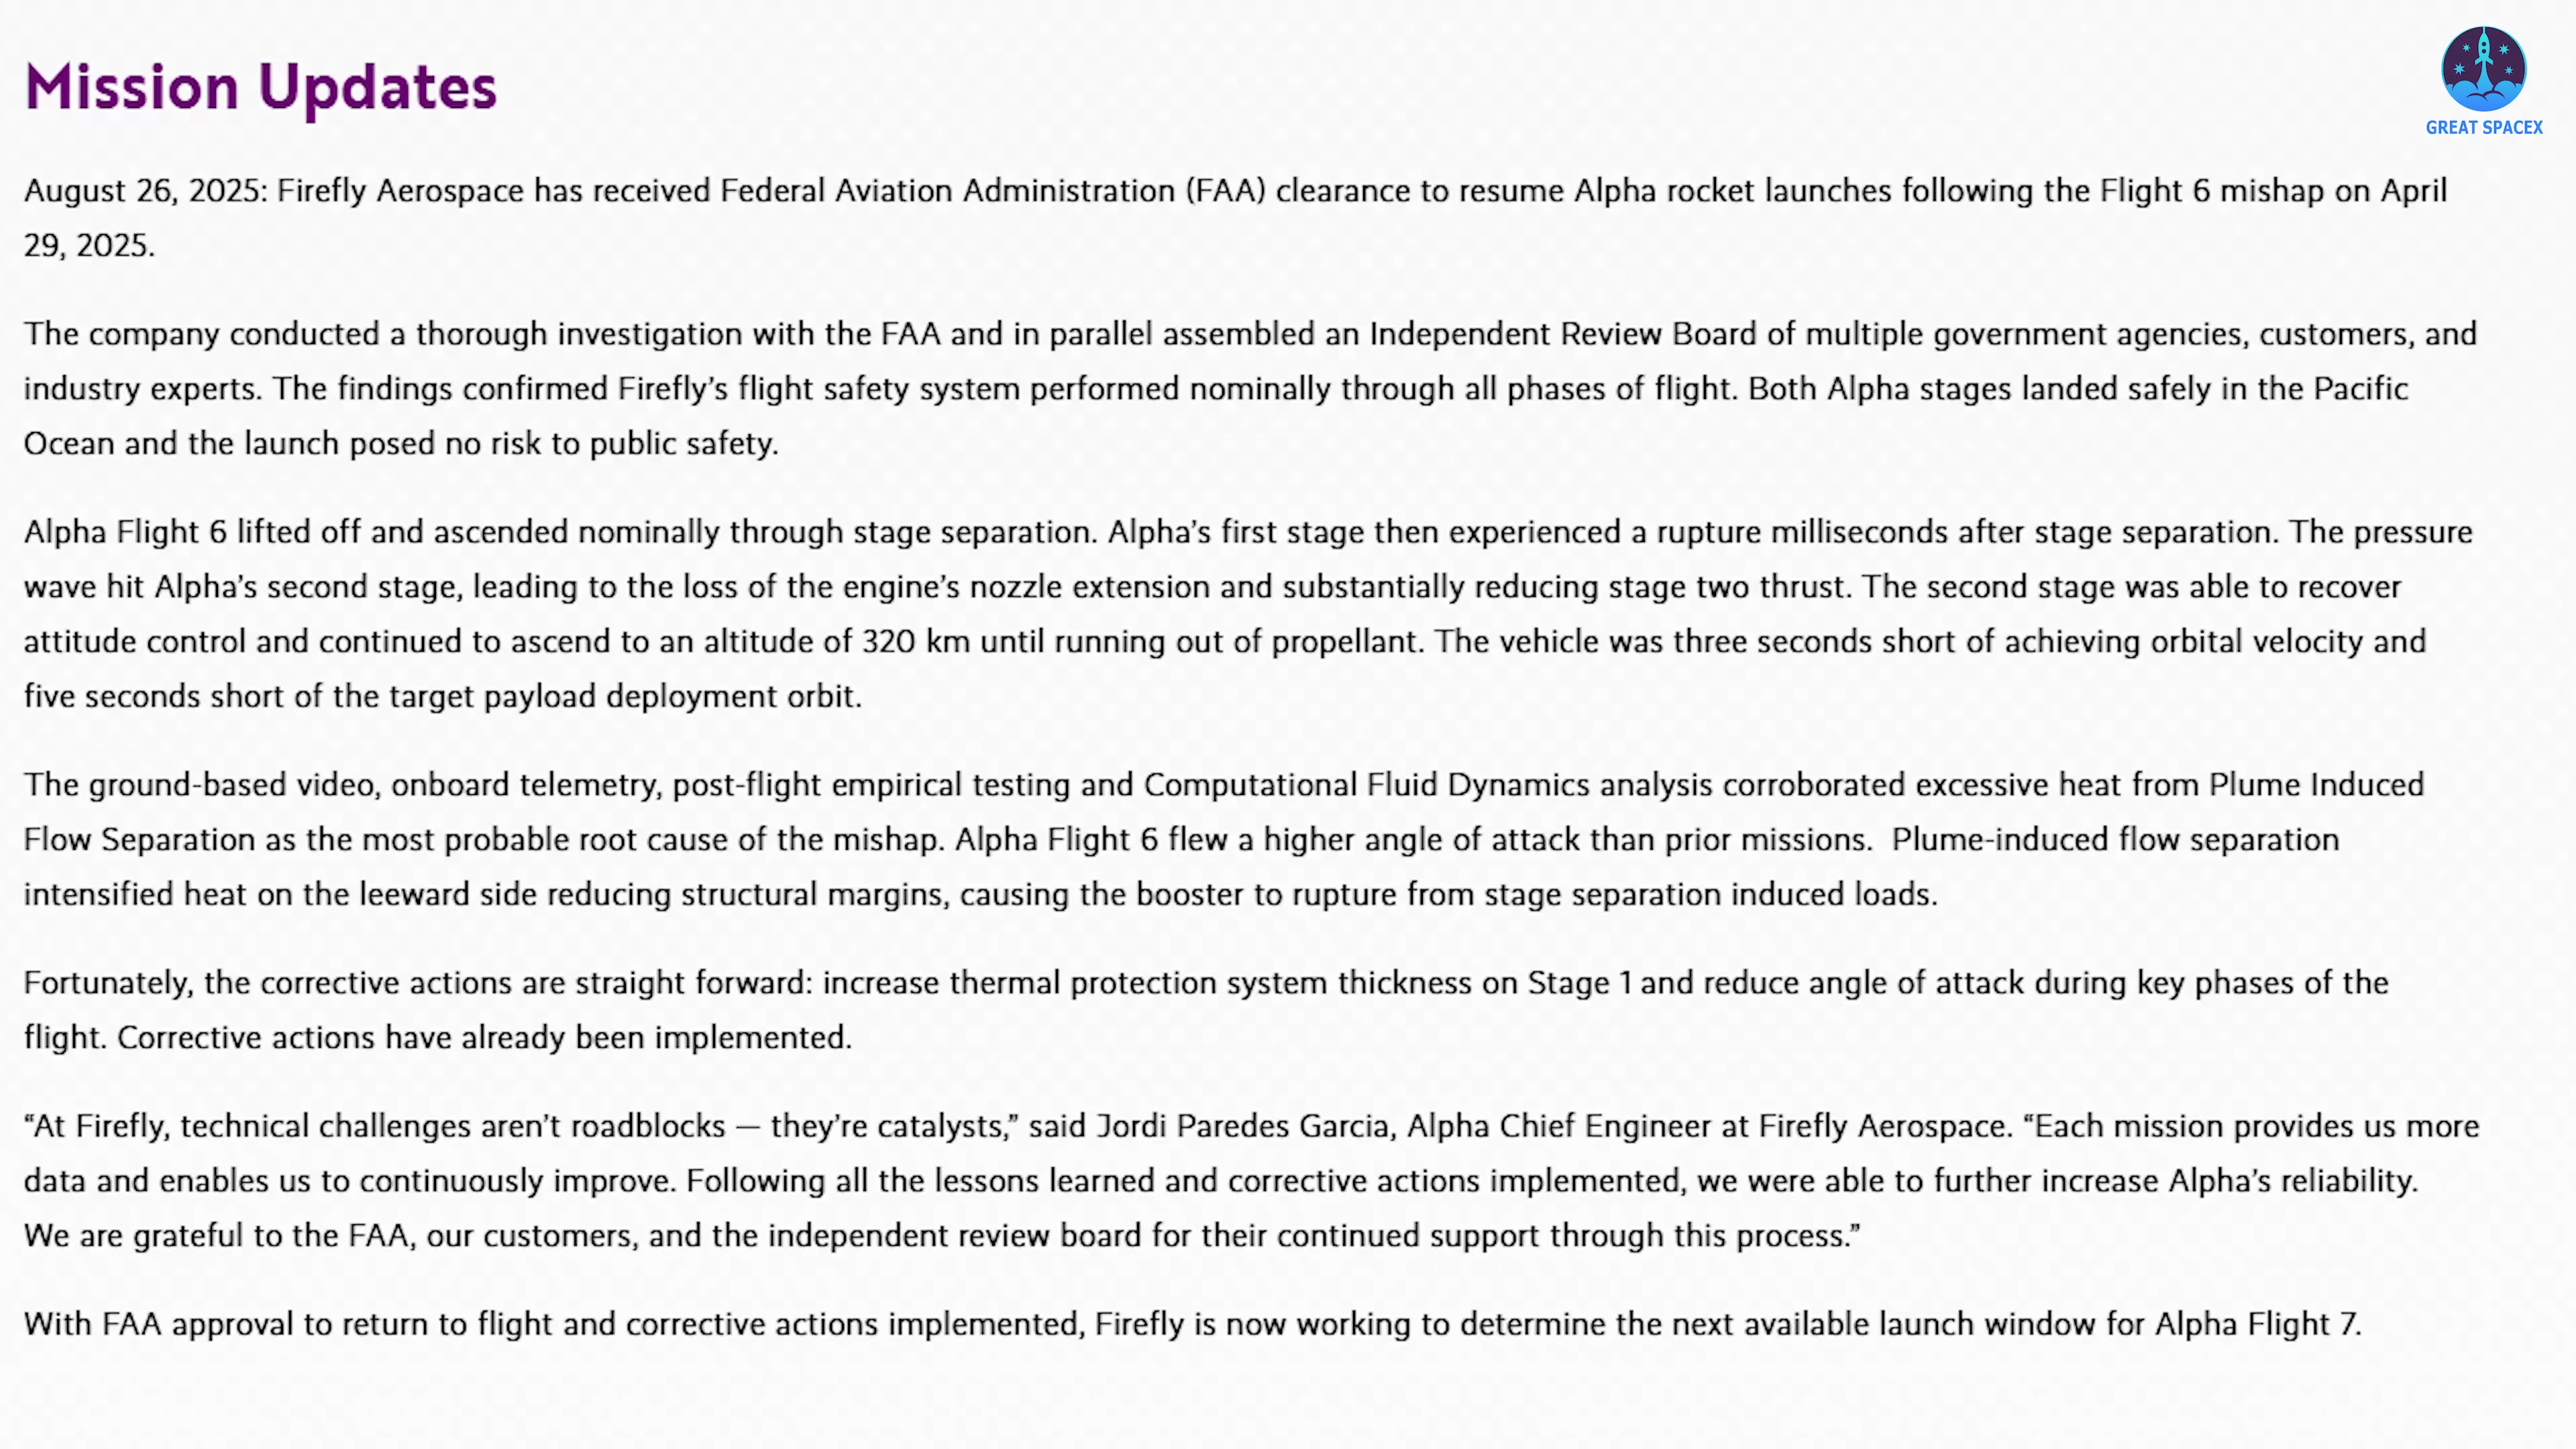 Mission Updates
GREAT SPACEX
August 26, 2025: Firefly Aerospace has received Federal Aviation Administration (FAA) clearance to resume Alpha rocket launches following the Flight 6 mishap on April
29, 2025.
The company conducted a thorough investigation with the FAA and in parallel assembled an Independent Review Board of multiple government agencies, customers, and
industry experts. The findings confirmed Firefly’s flight safety system performed nominally through all phases of flight. Both Alpha stages landed safely in the Pacific
Ocean and the launch posed no risk to public safety.
Alpha Flight 6 lifted off and ascended nominally through stage separation. Alpha’s first stage then experienced a rupture milliseconds after stage separation. The pressure
wave hit Alpha’s second stage, leading to the loss of the engine’s nozzle extension and substantially reducing stage two thrust. The second stage was able to recover
attitude control and continued to ascend to an altitude of 320 km until running out of propellant. The vehicle was three seconds short of achieving orbital velocity and
five seconds short of the target payload deployment orbit.
The ground-based video, onboard telemetry, post-flight empirical testing and Computational Fluid Dynamics analysis corroborated excessive heat from Plume Induced
Flow Separation as the most probable root cause of the mishap. Alpha Flight 6 flew a higher angle of attack than prior missions.  Plume-induced flow separation
intensified heat on the leeward side reducing structural margins, causing the booster to rupture from stage separation induced loads.
Fortunately, the corrective actions are straight forward: increase thermal protection system thickness on Stage 1 and reduce angle of attack during key phases of the
flight. Corrective actions have already been implemented.
“At Firefly, technical challenges aren’t roadblocks — they’re catalysts,” said Jordi Paredes Garcia, Alpha Chief Engineer at Firefly Aerospace. “Each mission provides us more
data and enables us to continuously improve. Following all the lessons learned and corrective actions implemented, we were able to further increase Alpha’s reliability.
We are grateful to the FAA, our customers, and the independent review board for their continued support through this process.”
With FAA approval to return to flight and corrective actions implemented, Firefly is now working to determine the next available launch window for Alpha Flight 7.